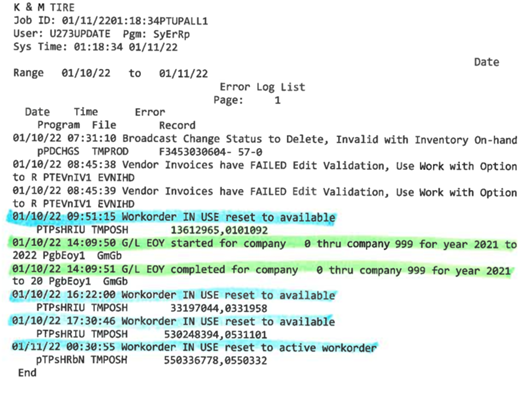 K & M TIRE
Job ID: 01/11/2201:18:34PTUPALL1
User: U273UPDATE Pgm: SyErRp
Sys Time: 01:18:34 01/11/22
Date
Range 01/10/22 to 01/11/22
Error Log List
Page: 1
Date Time Error
Program File Record
01/10/22 07:31:10 Broadcast Change Status to Delete, Invalid with Inventory On-hand
pPDCHGS TMPROD F3453030604- 57-0
01/10/22 08:45:38 Vendor Invoices have FAILED Edit Validation, Use Work with Option
to R PTEVnIV1 EVNIHD
01/10/22 08:45:39 Vendor Invoices have FAILED Edit Validation, Use Work with Option
to R PTEVnIV1 EVNIHD
01/10/22 09:51:15 Workorder IN USE reset to available
PTPsHRIU TMPOSH 13612965,0101092
01/10/22 14:09:50 G/L EOY started for company 0 thru company 999 for year 2021 to
2022 PgbEoy1 GmGb
01/10/22 14:09:51 G/L EOY completed for company 0 thru company 999 for year 2021
to 20 PgbEoy1 GmGb
01/10/22 16:22:00 Workorder IN USE reset to available
PTPsHRIU TMPOSH 33197044,0331958
01/10/22 17:30:46 Workorder IN USE reset to available
PTPsHRIU TMPOSH 530248394,0531101
01/11/22 00:30:55 Workorder IN USE reset to active workorder
pTPsHRbN TMPOSH 550336778,0550332
End